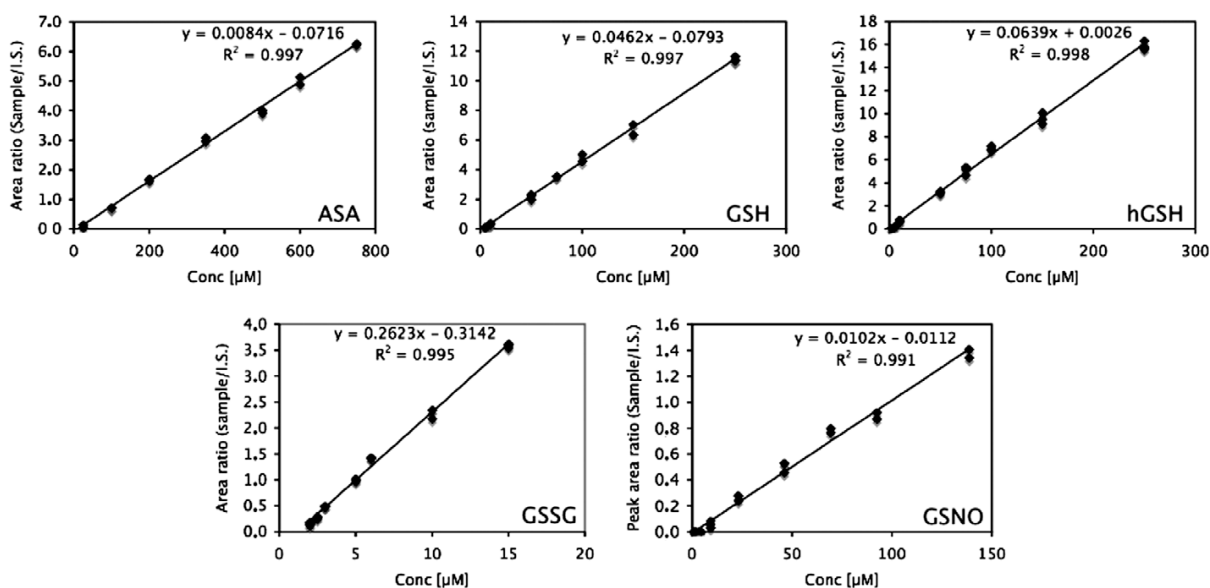 y = 0.0084x − 0.0716
R² = 0.997
7.0
6.0
5.0
4.0
3.0
2.0
1.0
0 0
0
200
400
600
800
Area ratio (Sample/I.S.)
Conc [µM]
ASA
y = 0.0462x − 0.0793
R² = 0.997
14
12
10
8
6
4
2
0
0
100
200
300
Area ratio (sample/I.S.)
Conc [µM]
GSH
y = 0.0639x + 0.0026
R² = 0.998
18
16
14
12
10
8
6
4
2
0
0
100
200
300
Area ratio (sample/I.S.)
Conc [µM]
hGSH
y = 0.2623x − 0.3142
R² = 0.995
4.0
3.5
3.0
2.5
2.0
1.5
1.0
0.5
0.0
0
5
10
15
20
Area ratio (sample/I.S.)
Conc [µM]
GSSG
y = 0.0102x − 0.0112
R² = 0.991
1.6
1.4
1.2
1.0
0.8
0.6
0.4
0.2
0.0
0
50
100
150
Peak area ratio (Sample/I.S.)
Conc [µM]
GSNO